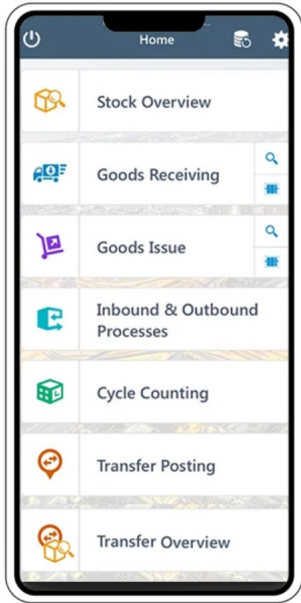 Home
Stock Overview
Goods Receiving
Goods Issue
Inbound & Outbound
Processes
Cycle Counting
Transfer Posting
Transfer Overview